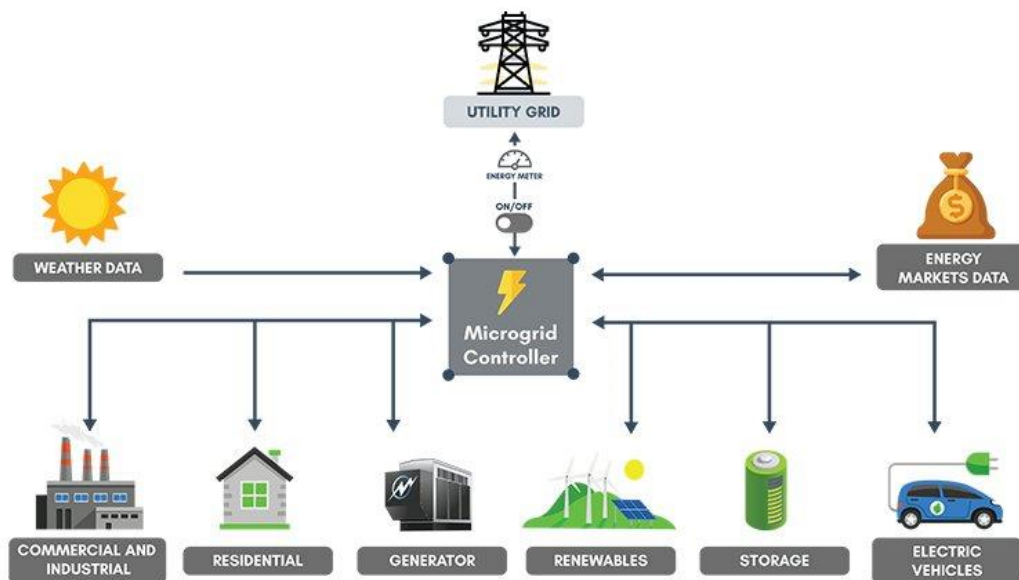 UTILITY GRID
ENERGY METER
ON/OFF
WEATHER DATA
ENERGY
MARKETS DATA
Microgrid
Controller
COMMERCIAL AND
INDUSTRIAL
RESIDENTIAL
GENERATOR
RENEWABLES
STORAGE
ELECTRIC
VEHICLES